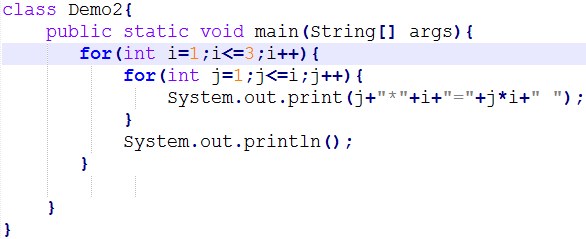 class Demo2{
    public static void main(String[] args){
       for(int i=1;i<=3;i++){
           for(int j=1;j<=i;j++){
               System.out.print(j+"*"+i+"="+j*i+" ");
           }
           System.out.println();
       }

    }
}